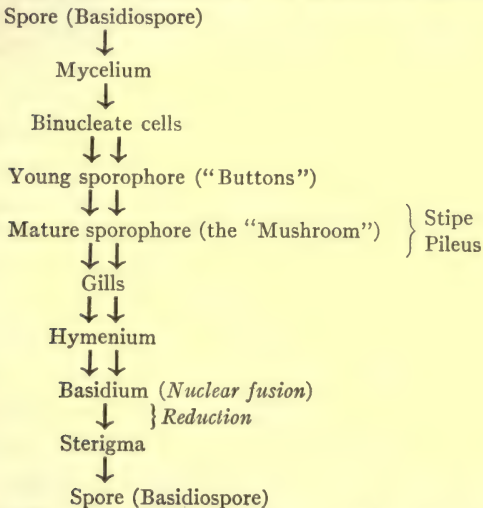 Spore (Basidiospore)
↓
Mycelium
↓
Binucleate cells
↓ ↓
Young sporophore (“Buttons”)
↓ ↓
Mature sporophore (the “Mushroom”) } Stipe
Pileus
↓ ↓
Gills
↓ ↓
Hymenium
↓ ↓
Basidium (Nuclear fusion)
↓ } Reduction
Sterigma
↓
Spore (Basidiospore)